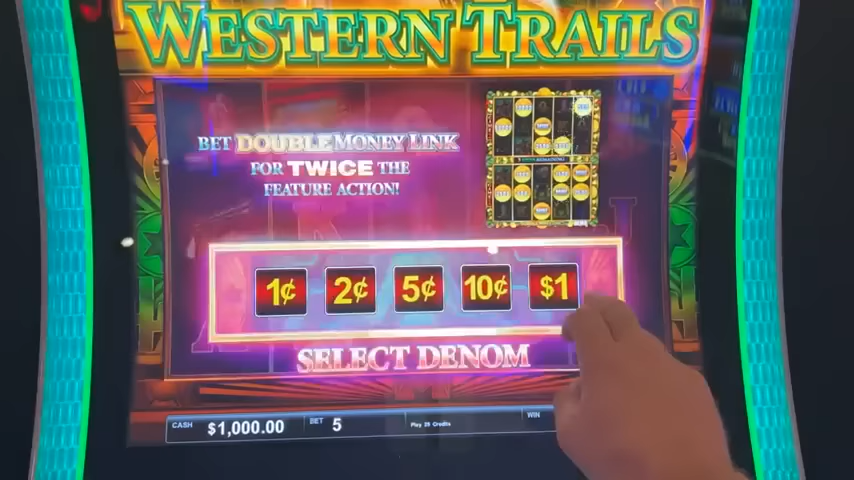 WESTERN TRAILS
BET DOUBLE MONEY LINK
FOR TWICE THE
FEATURE ACTION!
1¢ 2¢ 5¢ 10¢ $1
SELECT DENOM
CASH $1,000.00 BET 5 Play 25 Credits WIN